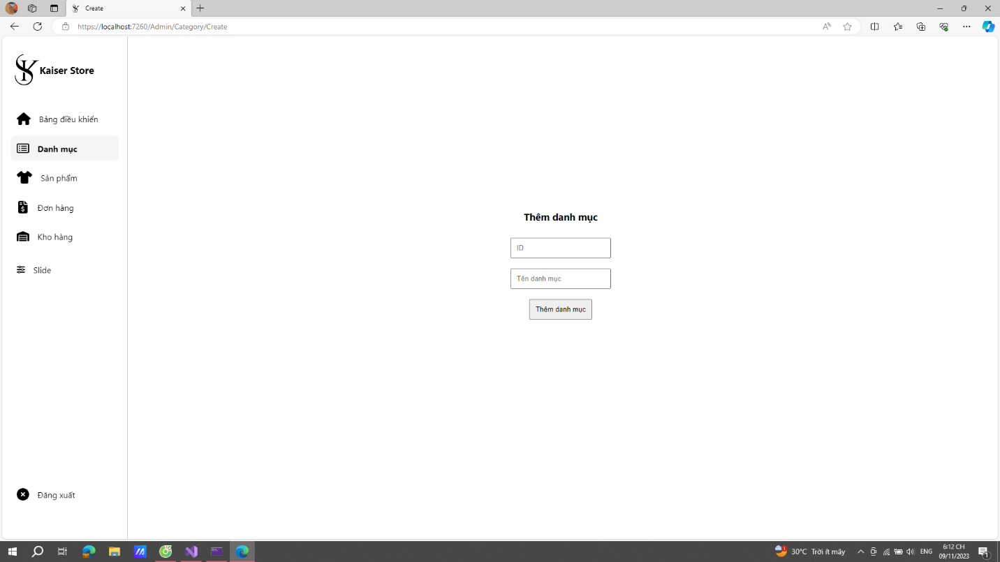 Create
https://localhost:7260/Admin/Category/Create
Kaiser Store
Bảng điều khiển
Danh mục
Sản phẩm
Đơn hàng
Kho hàng
Slide
Đăng xuất
Thêm danh mục
ID
Tên danh mục
Thêm danh mục
30°C Trời ít mây
ENG
6:12 CH
09/11/2023